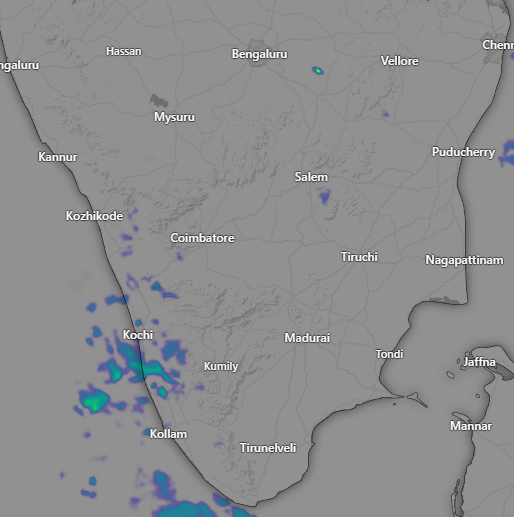 Hassan
Bengaluru
Chenn
ngaluru
Vellore
Mysuru
Kannur
Puducherry
Salem
Kozhikode
Coimbatore
Tiruchi
Nagapattinam
Kochi
Madurai
Tondi
Kumily
Jaffna
Kollam
Mannar
Tirunelveli